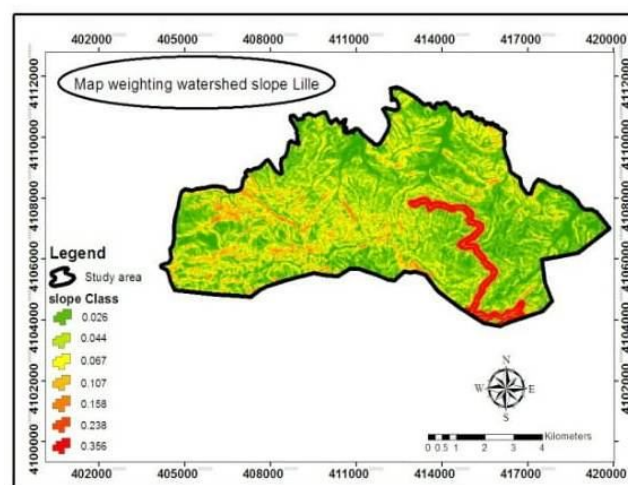 402000 405000 408000 411000 414000 417000 420000
Map weighting watershed slope Lille
4112000 4112000
4110000 4110000
4108000 4108000
4106000 4106000
4104000 4104000
4102000 4102000
4100000 4100000
Legend
Study area
slope Class
0.026
0.044
0.067
0.107
0.158
0.238
0.356
N
W E
S
Kilometers
0 0.5 1 2 3 4
402000 405000 408000 411000 414000 417000 420000